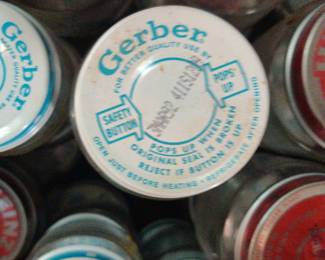 Gerber
FOR BETTER QUALITY USE BY
SAFETY
BUTTON
POPS
UP
POPS UP WHEN
ORIGINAL SEAL IS BROKEN
REJECT IF BUTTON IS UP
OPEN JUST BEFORE HEATING • REFRIGERATE AFTER OPENING
Gerber